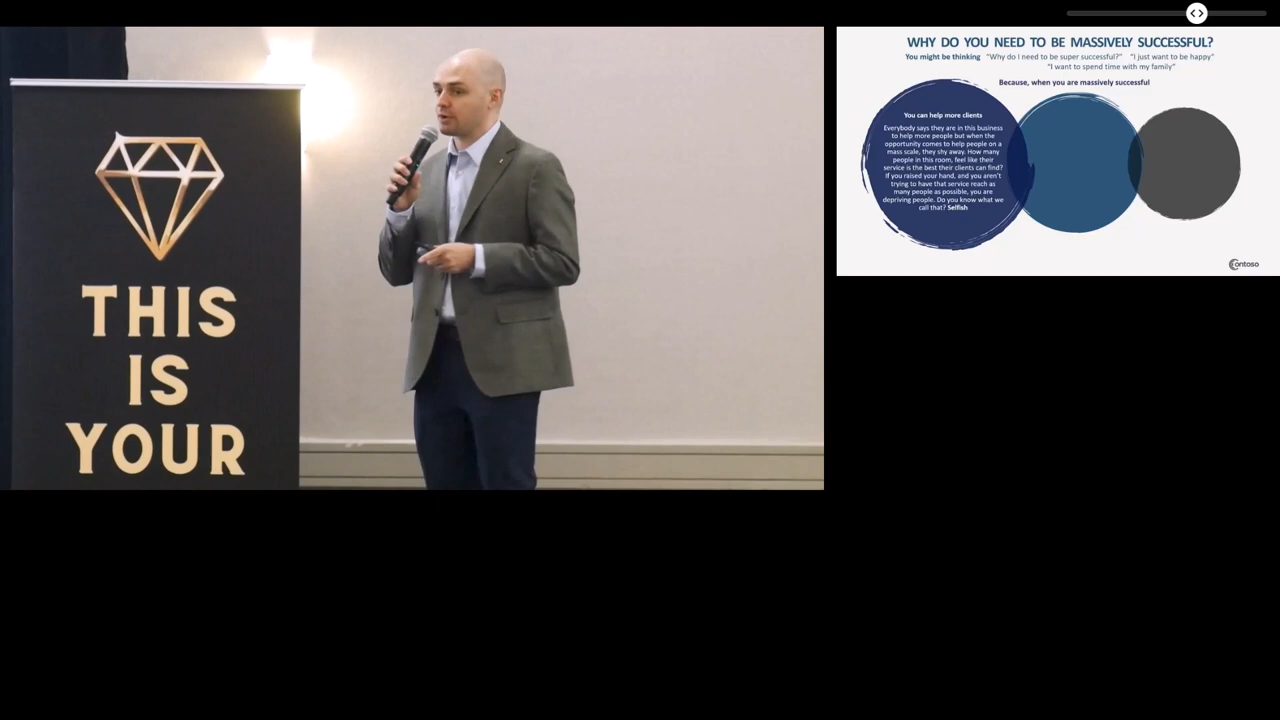 THIS
IS
YOUR
WHY DO YOU NEED TO BE MASSIVELY SUCCESSFUL?
You might be thinking "Why do I need to be super successful?" "I just want to be happy"
"I want to spend time with my family"
Because, when you are massively successful
You can help more clients
Everybody says they are in this business
to help more people but when the
opportunity comes to help people on a
mass scale, they shy away. How many
people in this room, feel like their
service is the best their clients can find?
If you raised your hand, and you aren't
trying to have that service reach as
many people as possible, you are
depriving people. Do you know what we
call that? Selfish
Contoso